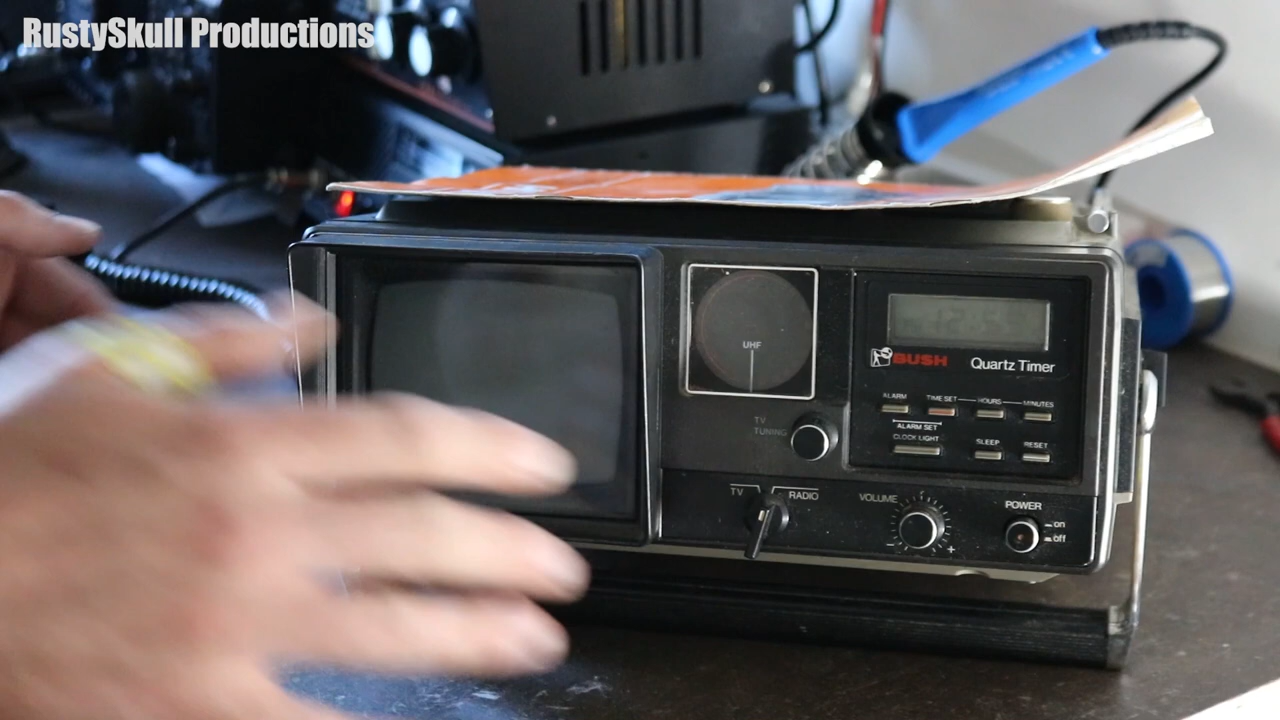 RustySkull Productions
UHF
BUSH
Quartz Timer
ALARM
TIME SET
HOURS
MINUTES
ALARM SET
CLOCK LIGHT
SLEEP
RESET
TV
TUNING
TV
RADIO
VOLUME
- +
POWER
on
off